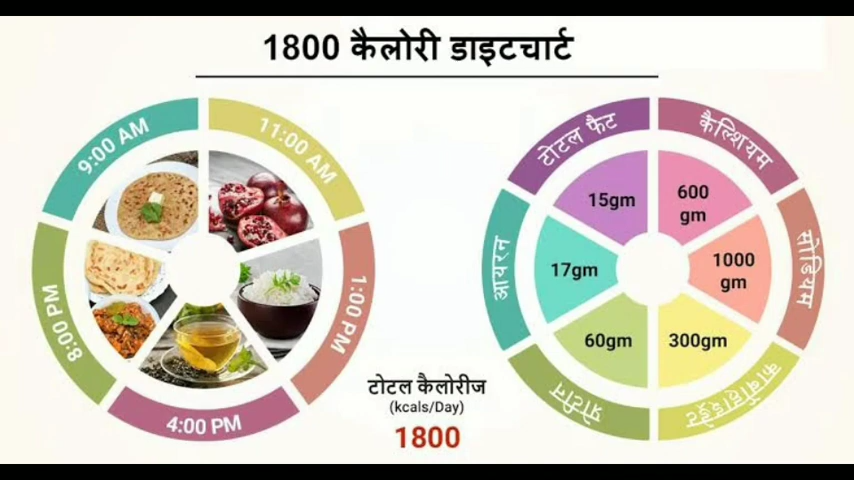 1800 कैलोरी डाइटचार्ट
9:00 AM
11:00 AM
1:00 PM
4:00 PM
8:00 PM
टोटल कैलोरीज
(kcals/Day)
1800
टोटल फैट
15gm
कैल्शियम
600
gm
सोडियम
1000
gm
कार्बोहाइड्रेट
300gm
प्रोटीन
60gm
आयरन
17gm